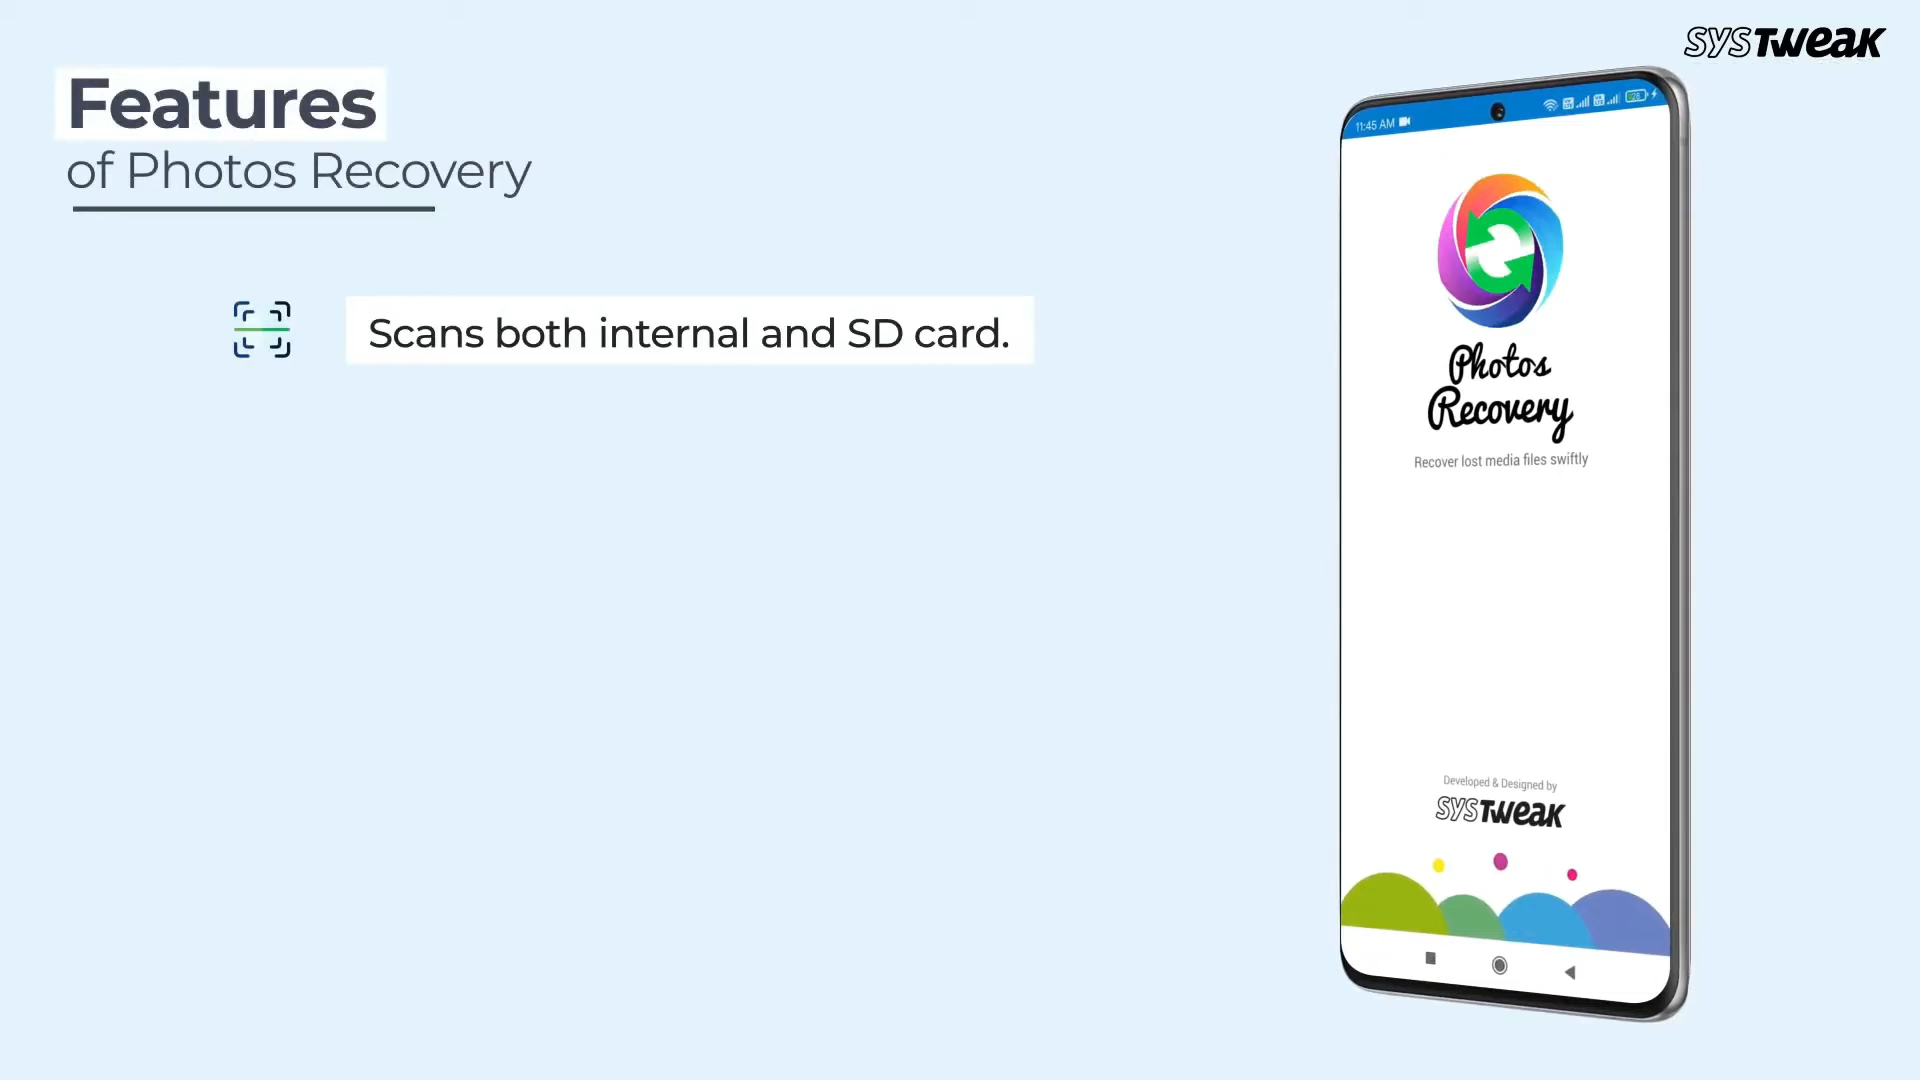 SYSTWEAK
Features
of Photos Recovery
Scans both internal and SD card.
11:45 AM
Photos
Recovery
Recover lost media files swiftly
Developed & Designed by
SYSTWEAK